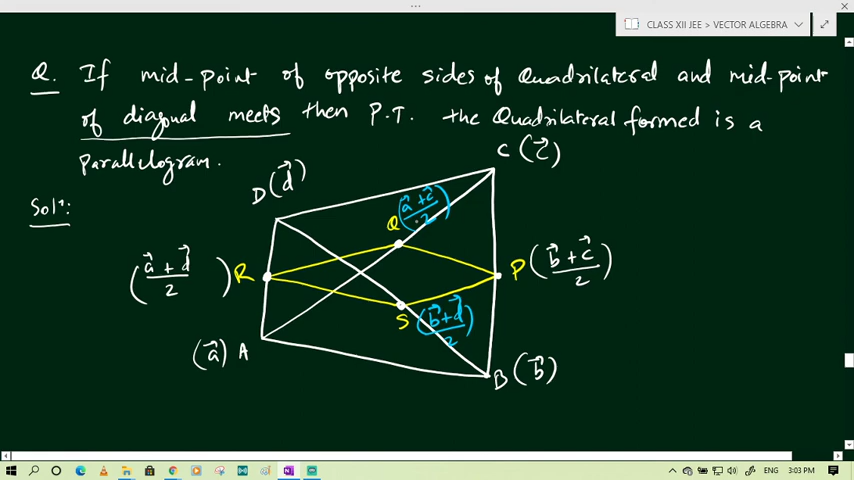 CLASS XII JEE > VECTOR ALGEBRA
Q. If mid-point of opposite sides of Quadrilateral and mid-point
of diagonal meets then P.T. the Quadrilateral formed is a
parallelogram.
Solⁿ:
C (c⃗)
D (d⃗)
Q ((a⃗ + c⃗)/2)
((a⃗ + d⃗)/2) R
P ((b⃗ + c⃗)/2)
S ((b⃗ + d⃗)/2)
(a⃗) A
B (b⃗)
ENG 3:03 PM